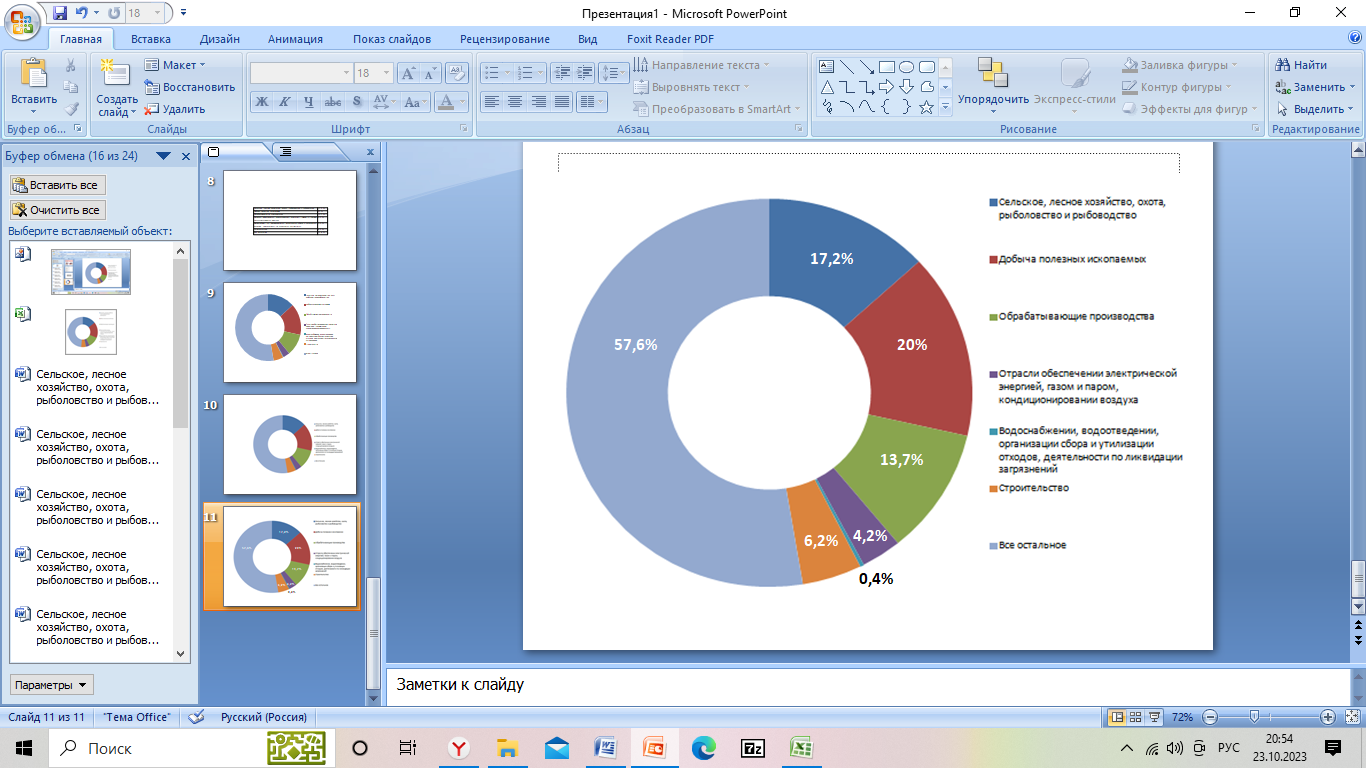 18
Презентация1 - Microsoft PowerPoint
Главная Вставка Дизайн Анимация Показ слайдов Рецензирование Вид Foxit Reader PDF
Вставить
Буфер об...
Создать слайд
Макет
Восстановить
Удалить
Слайды
18
Ж К Ч abc S AV Aa А
Шрифт
Направление текста
Выровнять текст
Преобразовать в SmartArt
Абзац
Упорядочить
Экспресс-стили
Заливка фигуры
Контур фигуры
Эффекты для фигур
Рисование
Найти
Заменить
Выделить
Редактирование
Буфер обмена (16 из 24)
Вставить все
Очистить все
Выберите вставляемый объект:
Сельское, лесное
хозяйство, охота,
рыболовство и рыбов...
Сельское, лесное
хозяйство, охота,
рыболовство и рыбов...
Сельское, лесное
хозяйство, охота,
рыболовство и рыбов...
Сельское, лесное
хозяйство, охота,
рыболовство и рыбов...
Сельское, лесное
хозяйство, охота,
рыболовство и рыбов...
Параметры
8
9
10
11
17,2%
20%
13,7%
4,2%
0,4%
6,2%
57,6%
Сельское, лесное хозяйство, охота,
рыболовство и рыбоводство
Добыча полезных ископаемых
Обрабатывающие производства
Отрасли обеспечении электрической
энергией, газом и паром,
кондиционировании воздуха
Водоснабжении, водоотведении,
организации сбора и утилизации
отходов, деятельности по ликвидации
загрязнений
Строительство
Все остальное
Заметки к слайду
Слайд 11 из 11 "Тема Office" Русский (Россия) 72%
Поиск
РУС
20:54
23.10.2023